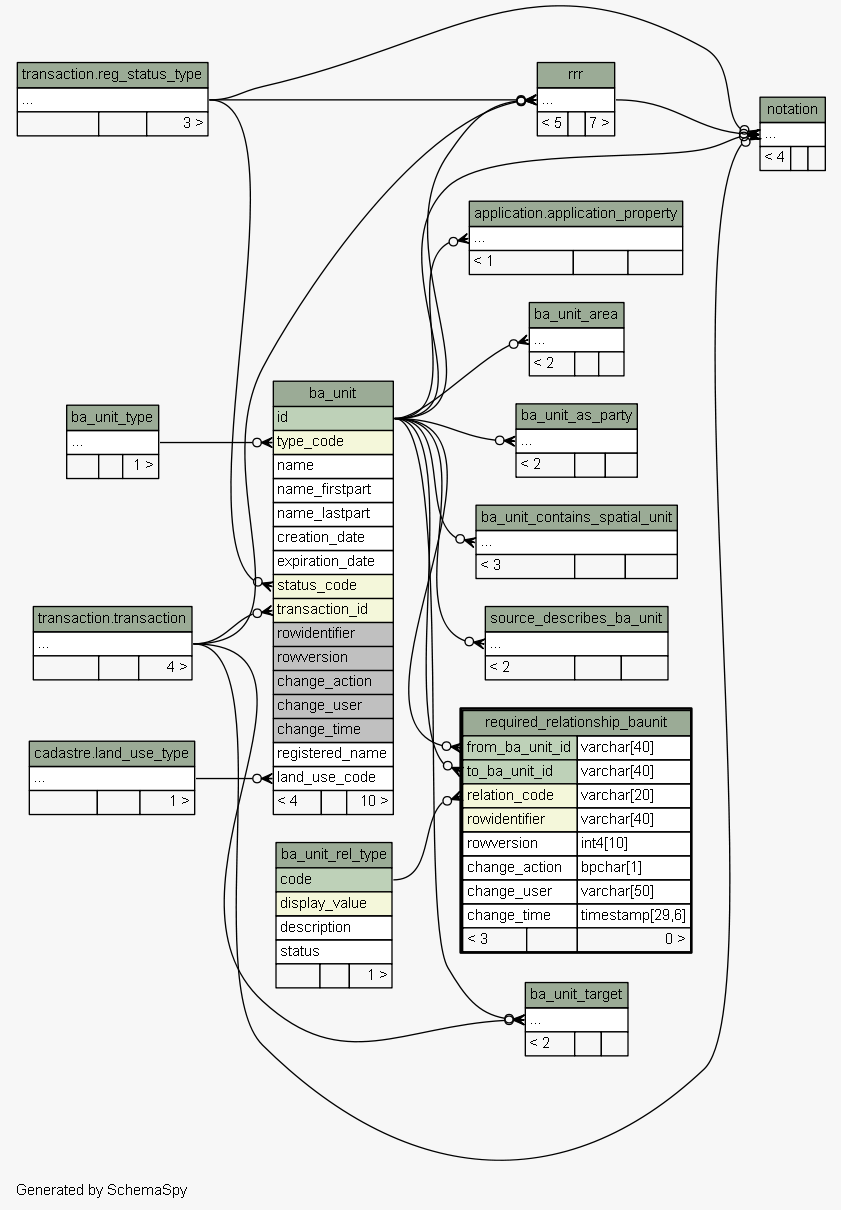 transaction.reg_status_type
...
3 >
rrr
...
< 5 7 >
notation
...
< 4
application.application_property
...
< 1
ba_unit_area
...
< 2
ba_unit_type
...
1 >
ba_unit
id
type_code
name
name_firstpart
name_lastpart
creation_date
expiration_date
status_code
transaction_id
rowidentifier
rowversion
change_action
change_user
change_time
registered_name
land_use_code
< 4 10 >
ba_unit_as_party
...
< 2
ba_unit_contains_spatial_unit
...
< 3
transaction.transaction
...
4 >
source_describes_ba_unit
...
< 2
required_relationship_baunit
from_ba_unit_id varchar[40]
to_ba_unit_id varchar[40]
relation_code varchar[20]
rowidentifier varchar[40]
rowversion int4[10]
change_action bpchar[1]
change_user varchar[50]
change_time timestamp[29,6]
< 3 0 >
cadastre.land_use_type
...
1 >
ba_unit_rel_type
code
display_value
description
status
1 >
ba_unit_target
...
< 2
Generated by SchemaSpy